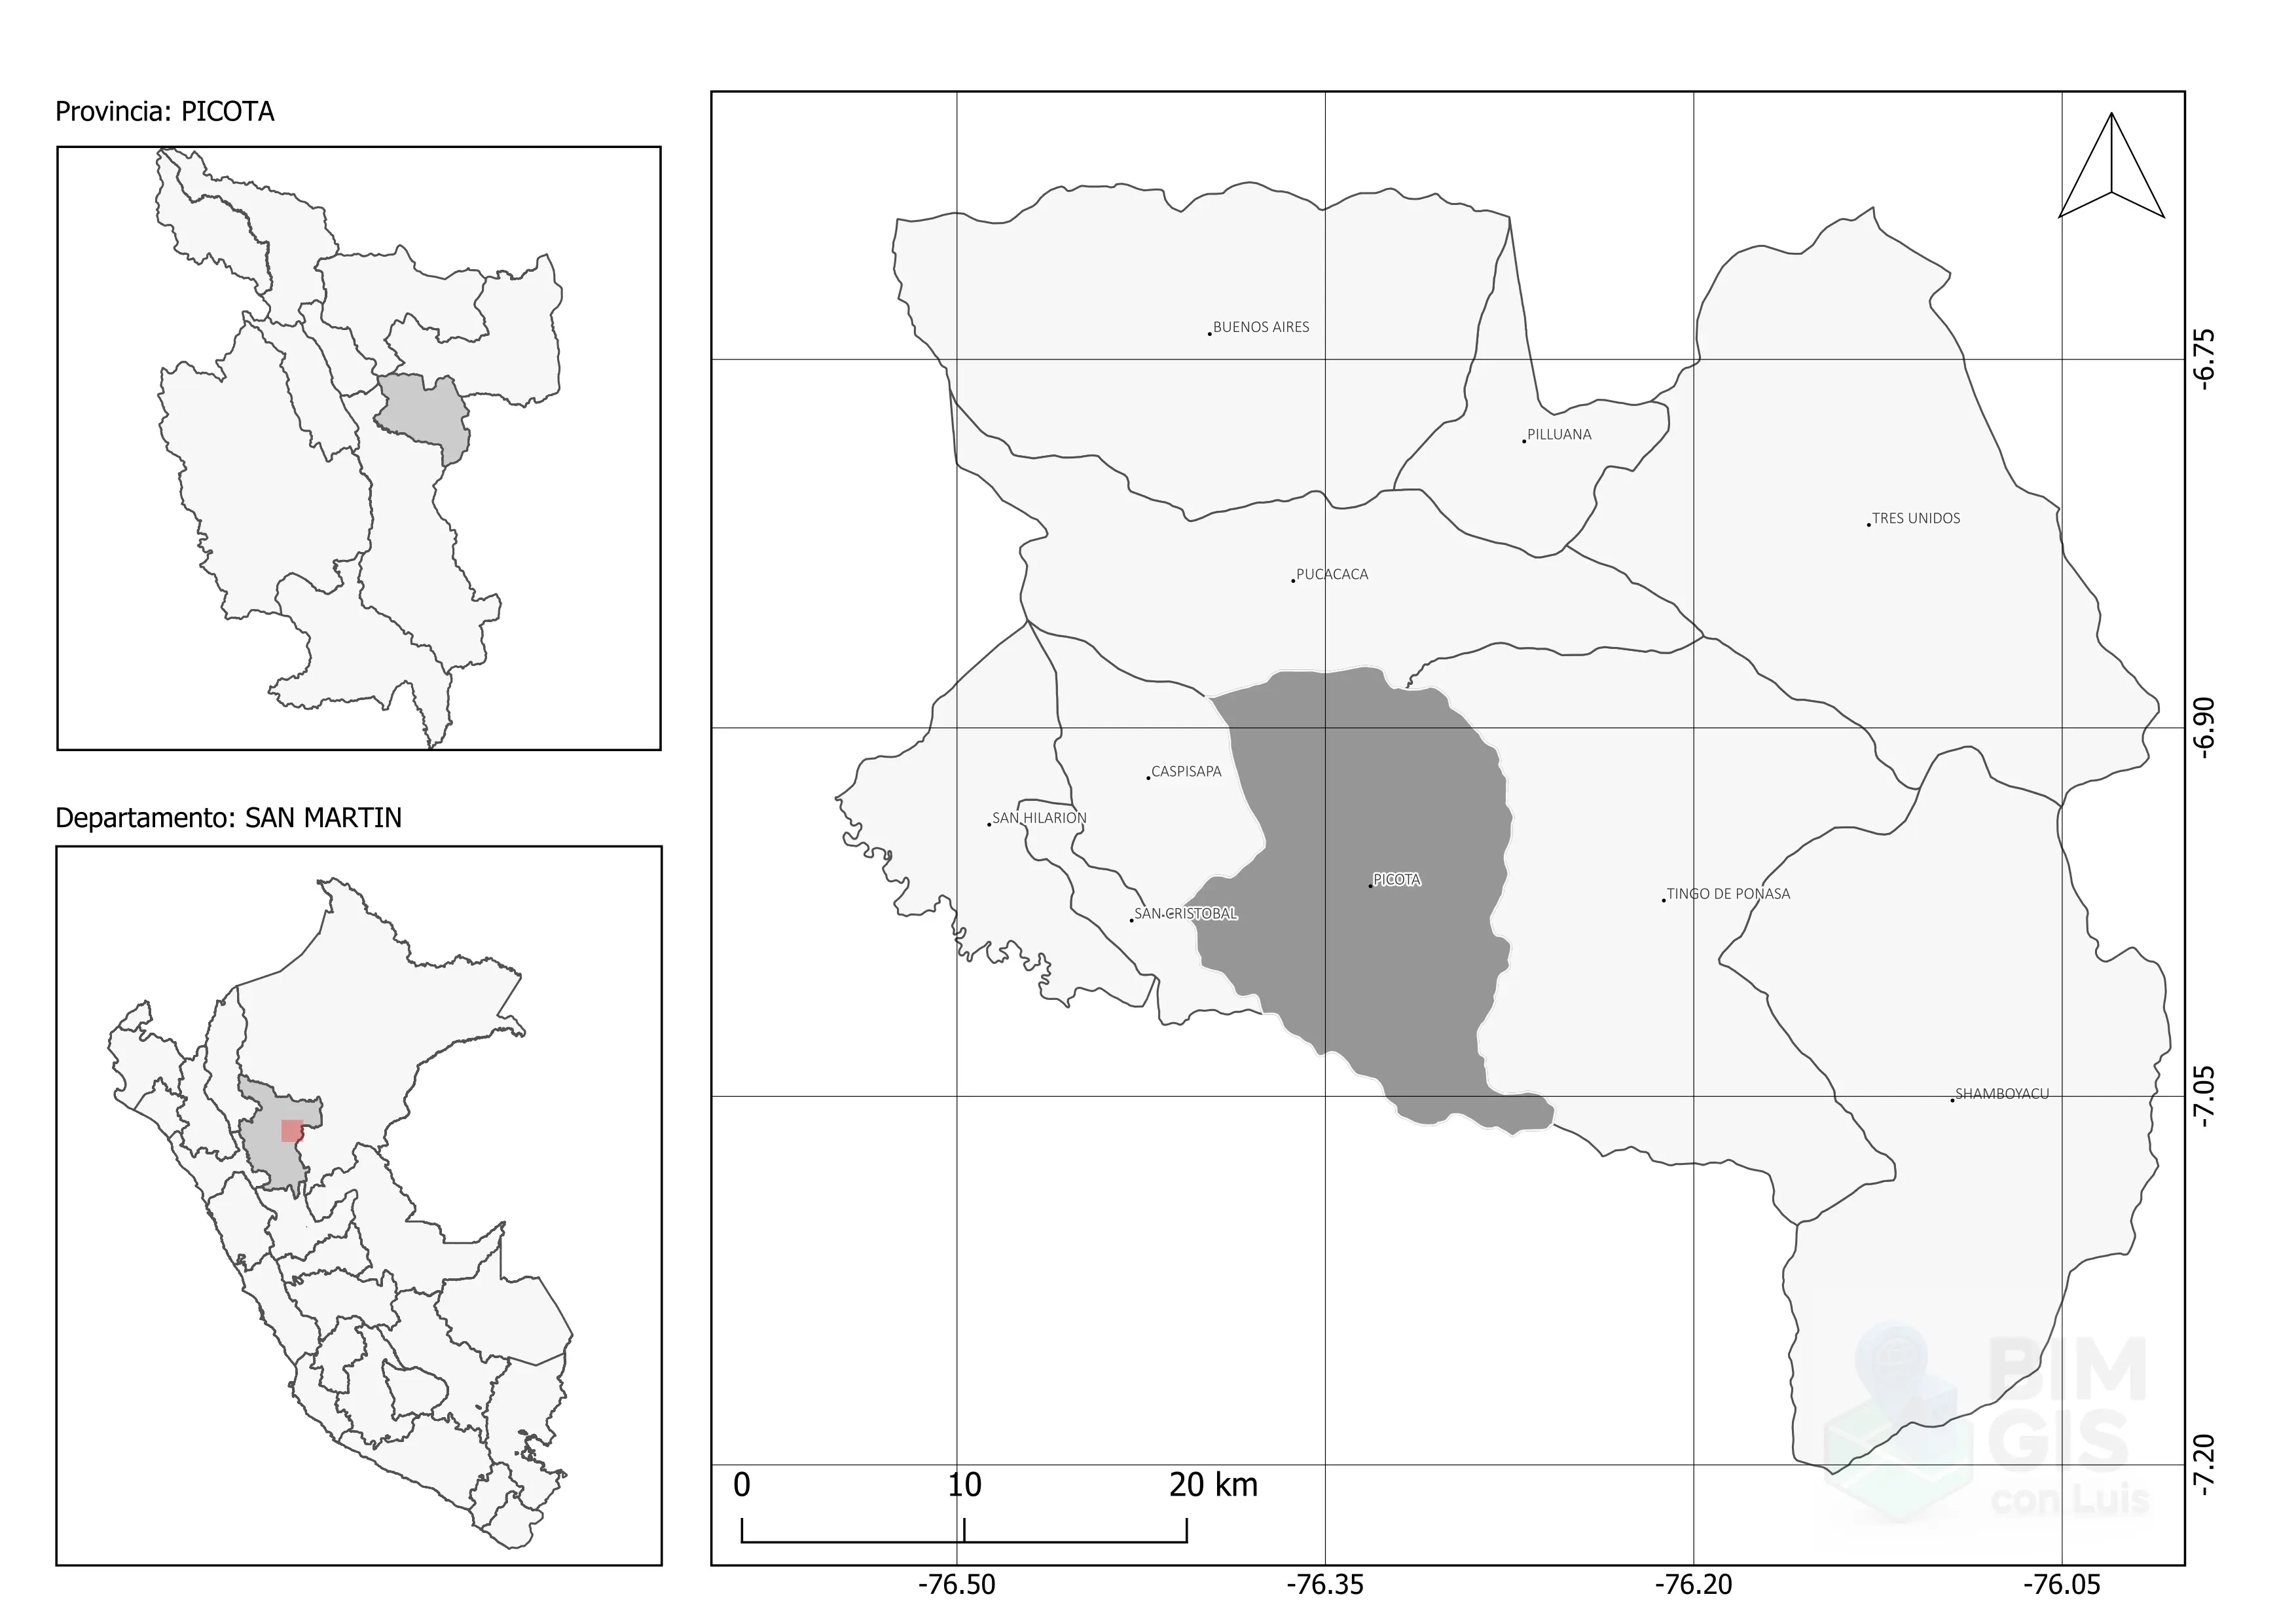 Provincia: PICOTA
Departamento: SAN MARTIN
BUENOS AIRES
PILLUANA
TRES UNIDOS
PUCACACA
CASPISAPA
SAN HILARION
PICOTA
TINGO DE PONASA
SAN CRISTOBAL
SHAMBOYACU
-6.75
-6.90
-7.05
-7.20
BIM
GIS
con Luis
0 10 20 km
-76.50 -76.35 -76.20 -76.05